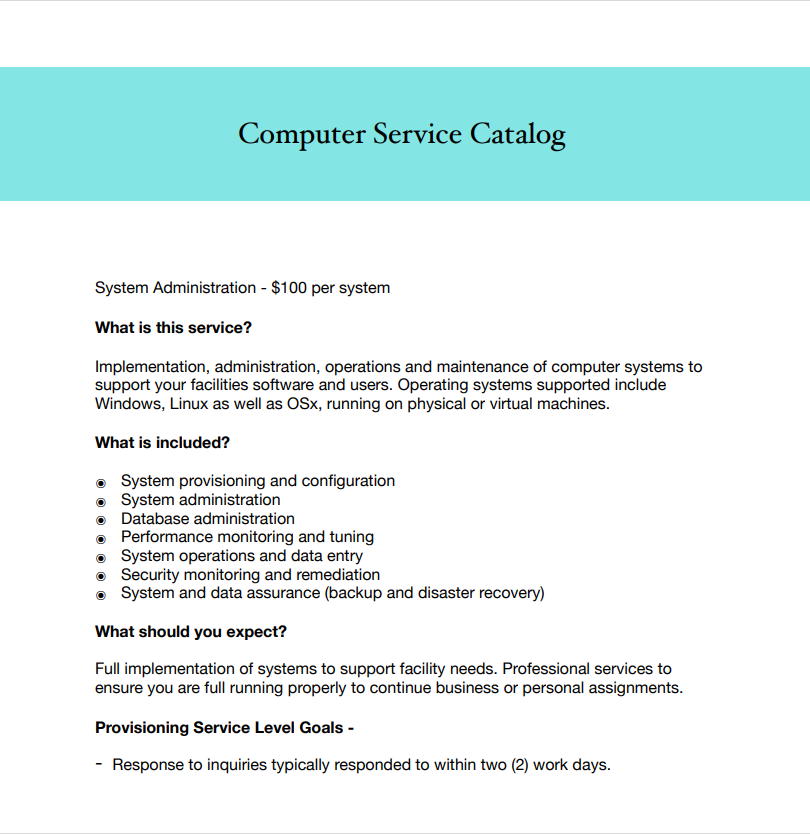 Computer Service Catalog
System Administration - $100 per system
What is this service?
Implementation, administration, operations and maintenance of computer systems to
support your facilities software and users. Operating systems supported include
Windows, Linux as well as OSx, running on physical or virtual machines.
What is included?
◉ System provisioning and configuration
◉ System administration
◉ Database administration
◉ Performance monitoring and tuning
◉ System operations and data entry
◉ Security monitoring and remediation
◉ System and data assurance (backup and disaster recovery)
What should you expect?
Full implementation of systems to support facility needs. Professional services to
ensure you are full running properly to continue business or personal assignments.
Provisioning Service Level Goals -
- Response to inquiries typically responded to within two (2) work days.